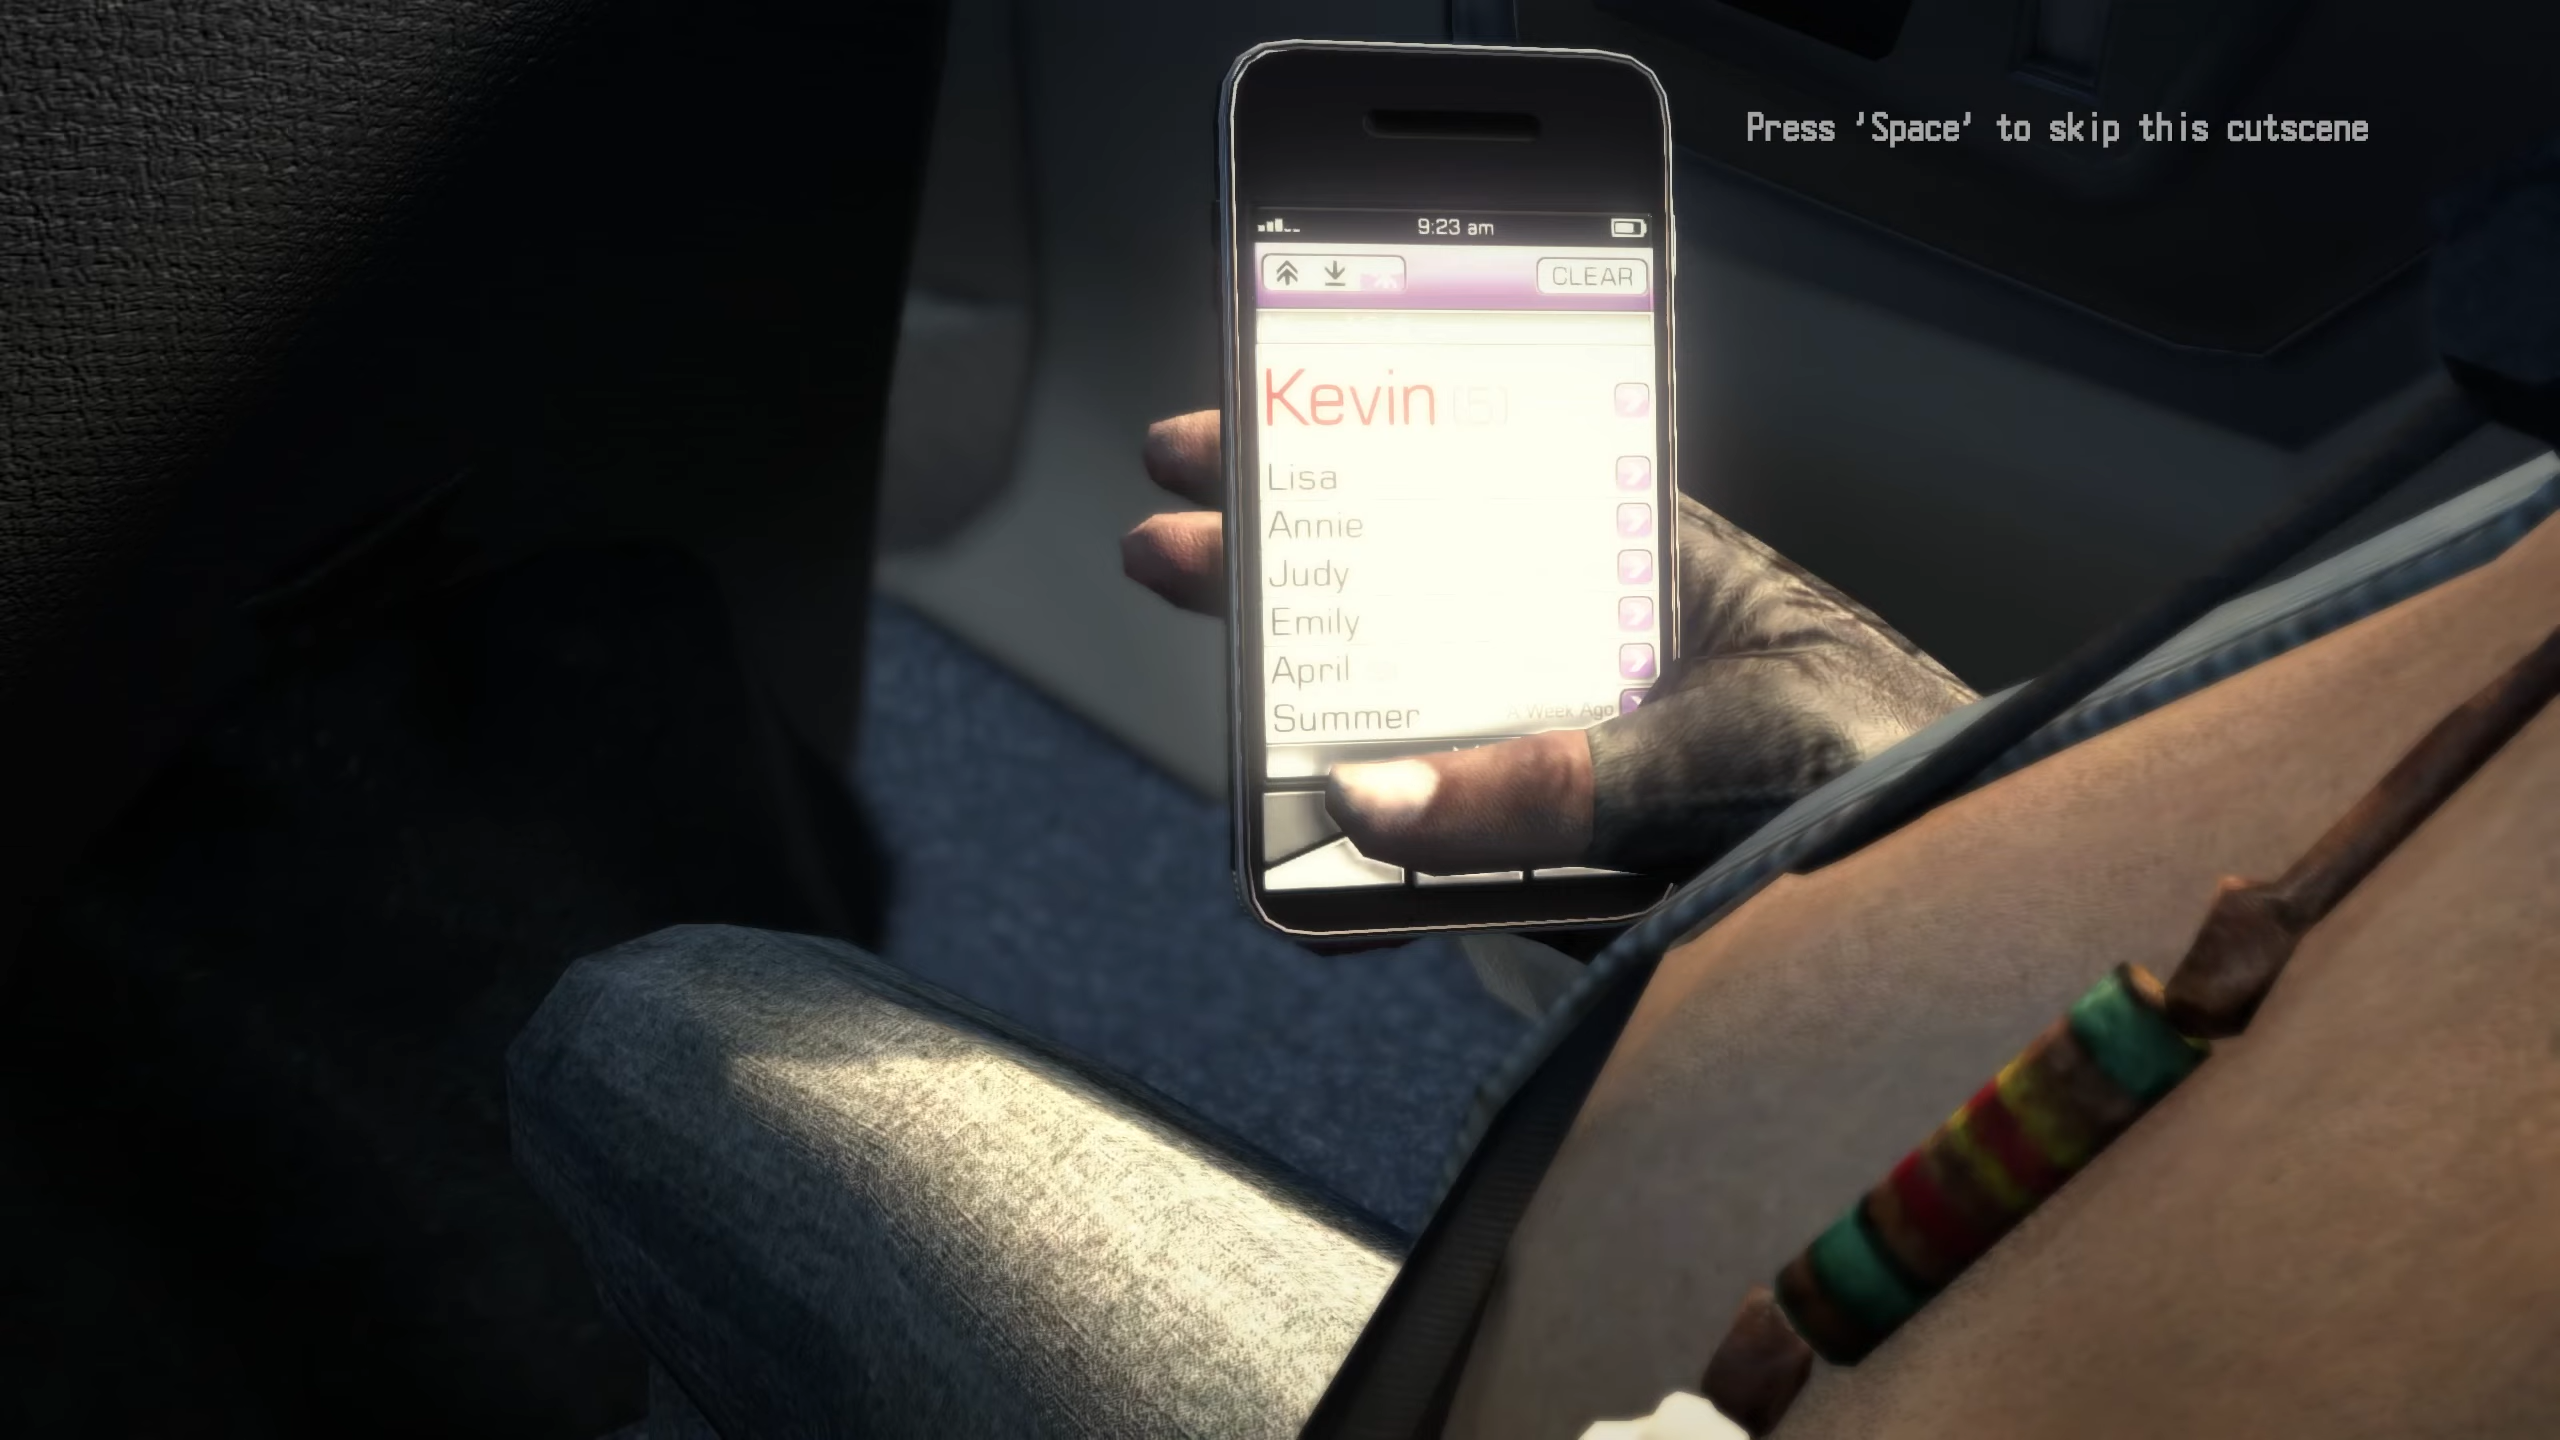 Press 'Space' to skip this cutscene
9:23 am
CLEAR
Kevin (5)
Lisa
Annie
Judy
Emily
April
Summer A Week Ago